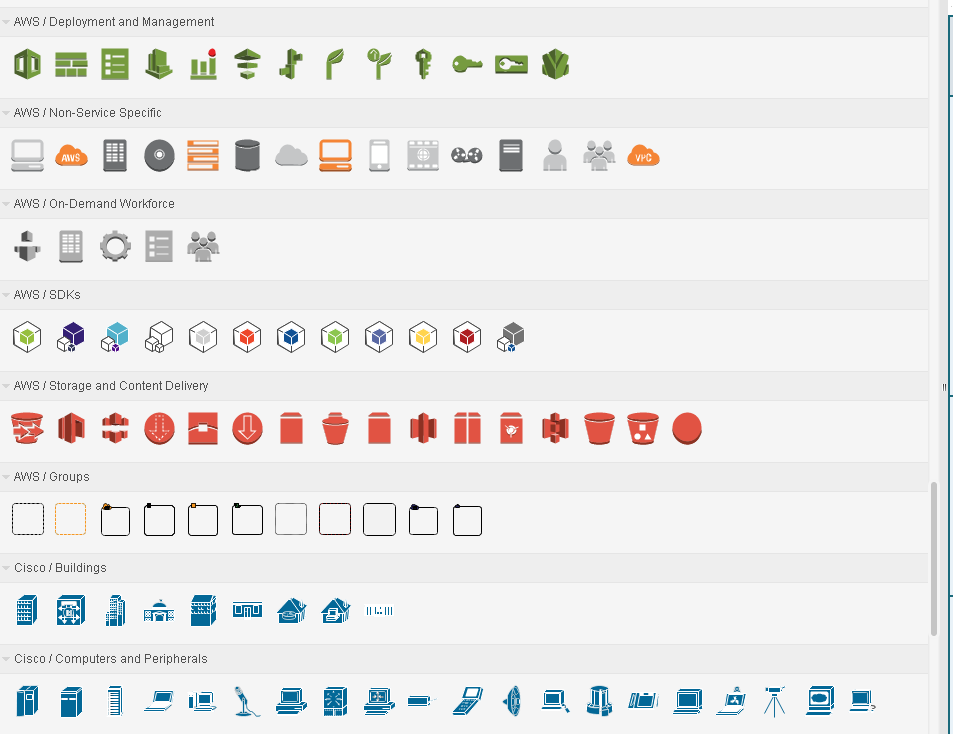 AWS / Deployment and Management
AWS / Non-Service Specific
AWS
VPC
AWS / On-Demand Workforce
AWS / SDKs
AWS / Storage and Content Delivery
AWS / Groups
Cisco / Buildings
Cisco / Computers and Peripherals